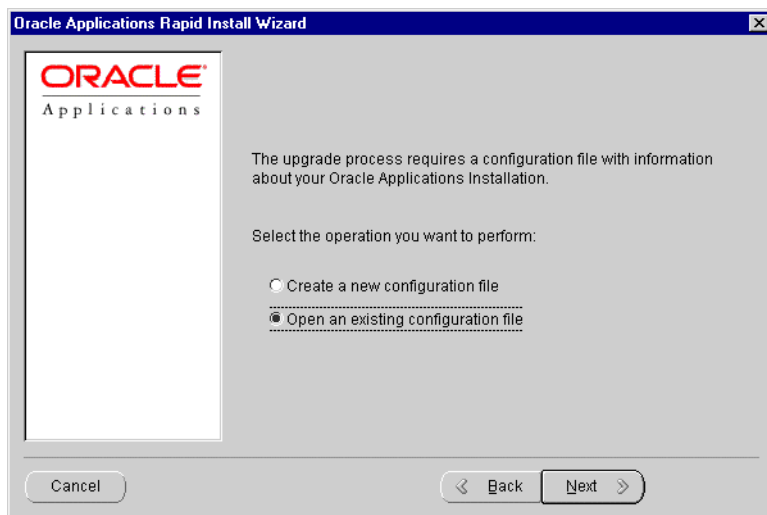 Oracle Applications Rapid Install Wizard
ORACLE
Applications
The upgrade process requires a configuration file with information
about your Oracle Applications Installation.
Select the operation you want to perform:
Create a new configuration file
Open an existing configuration file
Cancel
Back
Next